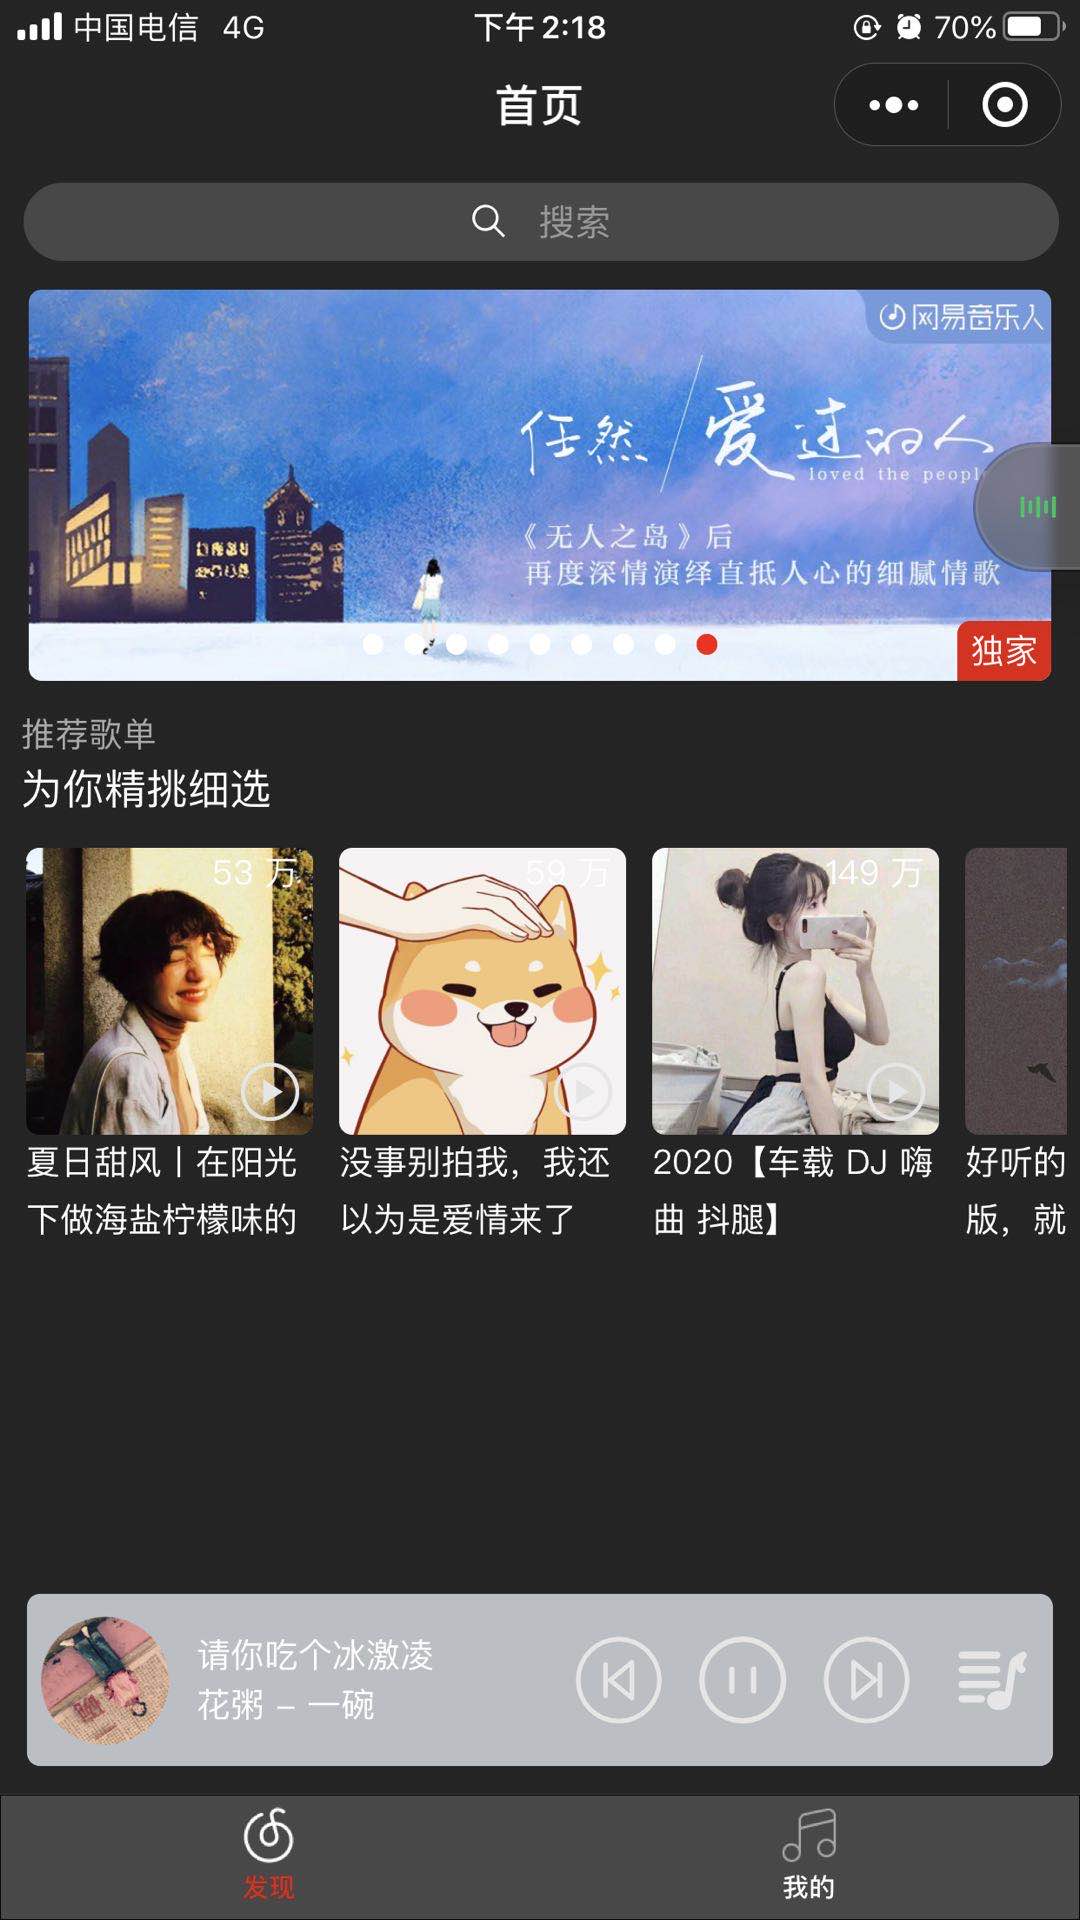 中国电信 4G 下午2:18 70%
首页
搜索
网易音乐人
任然/爱过的人
loved the peopl
《无人之岛》后
再度深情演绎直抵人心的细腻情歌
独家
推荐歌单
为你精挑细选
53 万
59 万
149 万
夏日甜风丨在阳光
下做海盐柠檬味的
没事别拍我，我还
以为是爱情来了
2020【车载 DJ 嗨
曲 抖腿】
好听的
版，就
请你吃个冰激凌
花粥 – 一碗
发现
我的